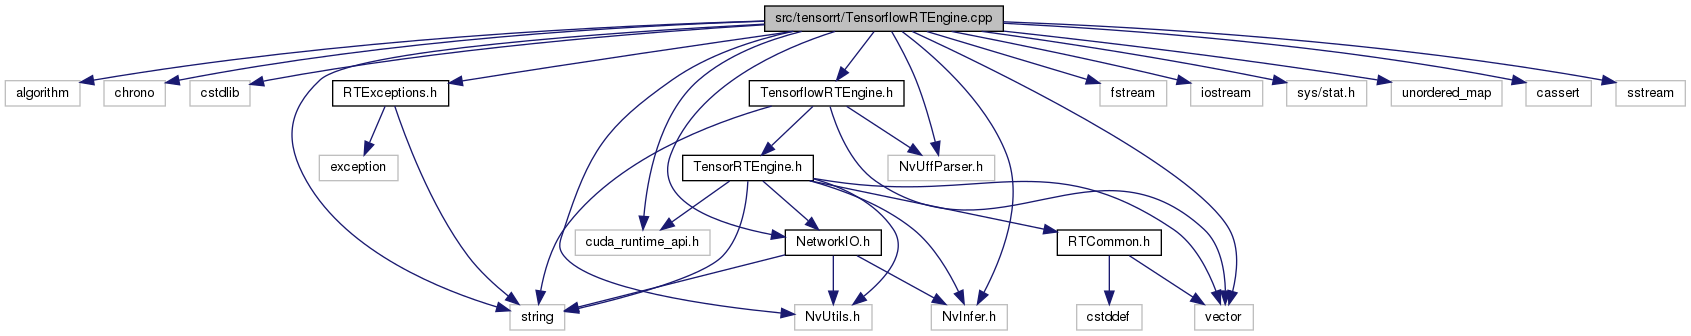 src/tensorrt/TensorflowRTEngine.cpp
algorithm
chrono
cstdlib
RTExceptions.h
TensorflowRTEngine.h
fstream
iostream
sys/stat.h
unordered_map
cassert
sstream
exception
TensorRTEngine.h
NvUffParser.h
cuda_runtime_api.h
NetworkIO.h
RTCommon.h
string
NvUtils.h
NvInfer.h
cstddef
vector